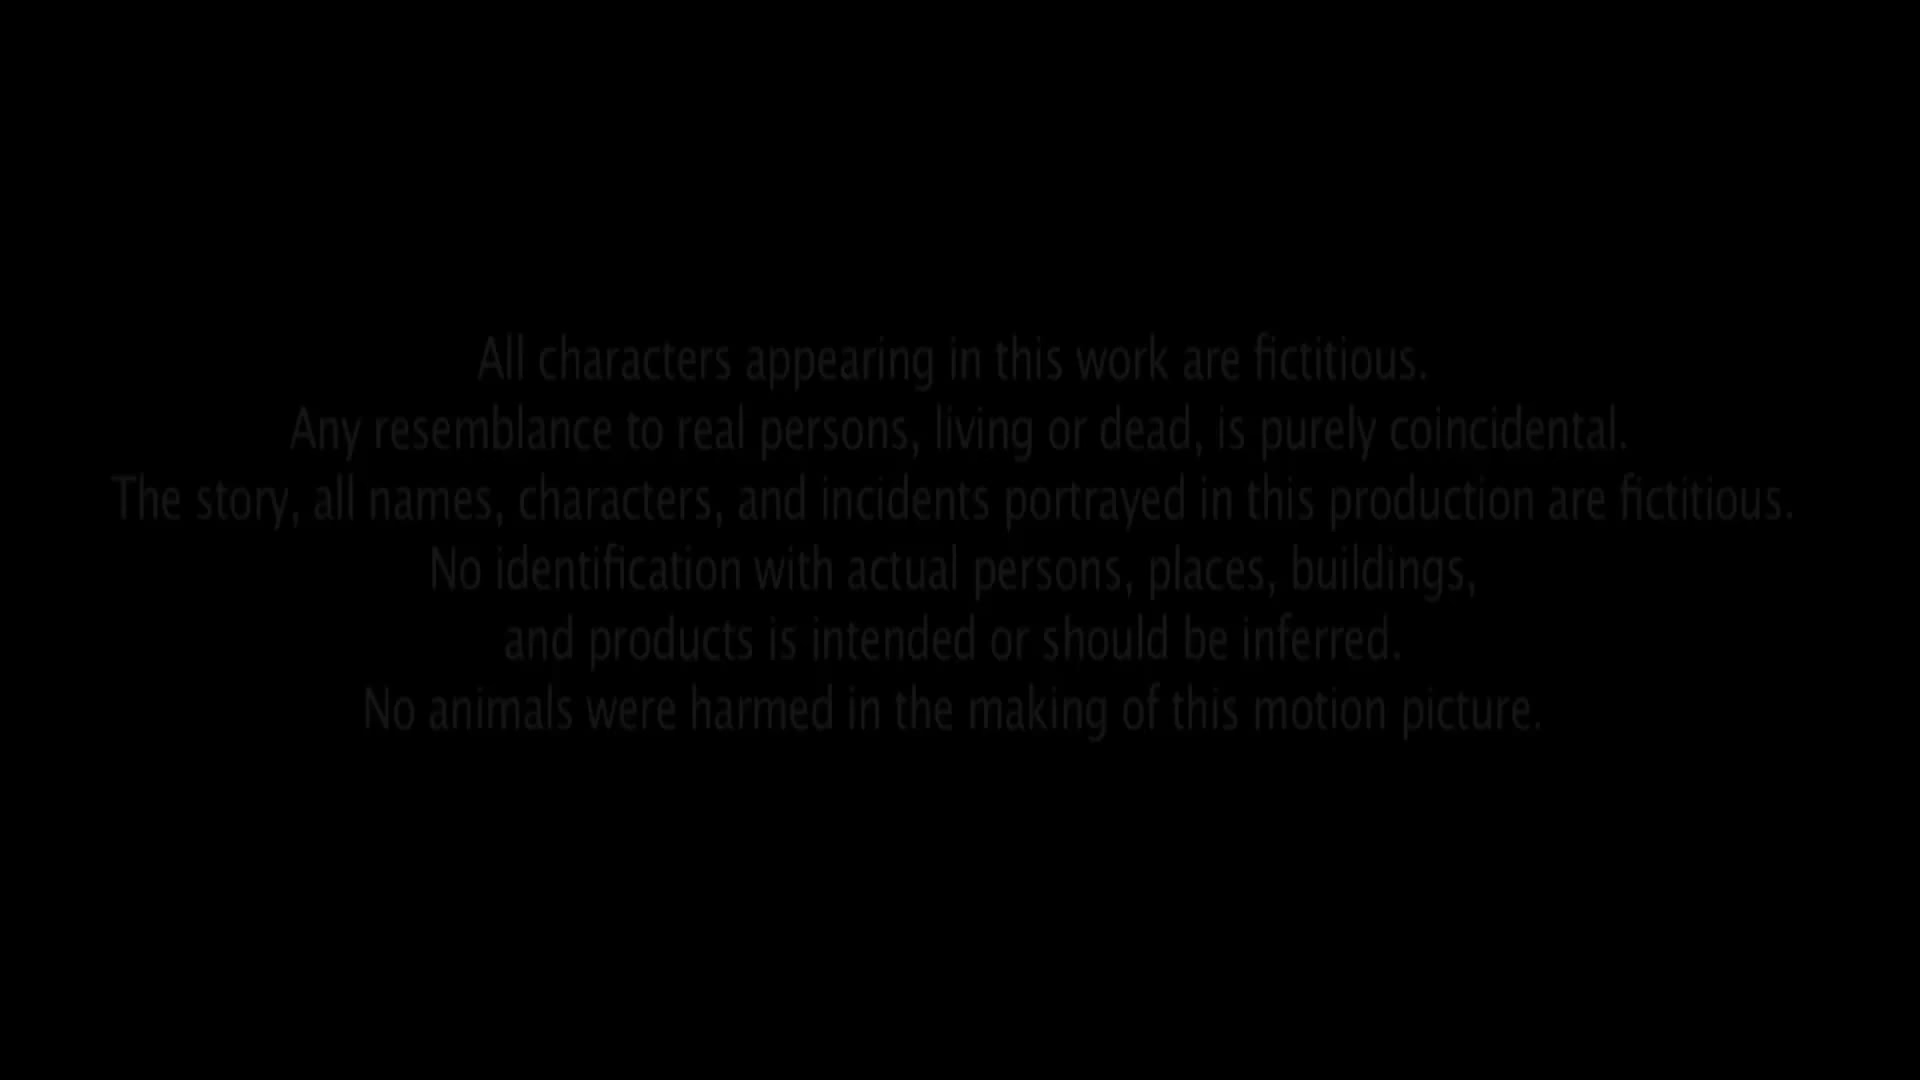 All characters appearing in this work are fictitious.
Any resemblance to real persons, living or dead, is purely coincidental.
The story, all names, characters, and incidents portrayed in this production are fictitious.
No identification with actual persons, places, buildings,
and products is intended or should be inferred.
No animals were harmed in the making of this motion picture.